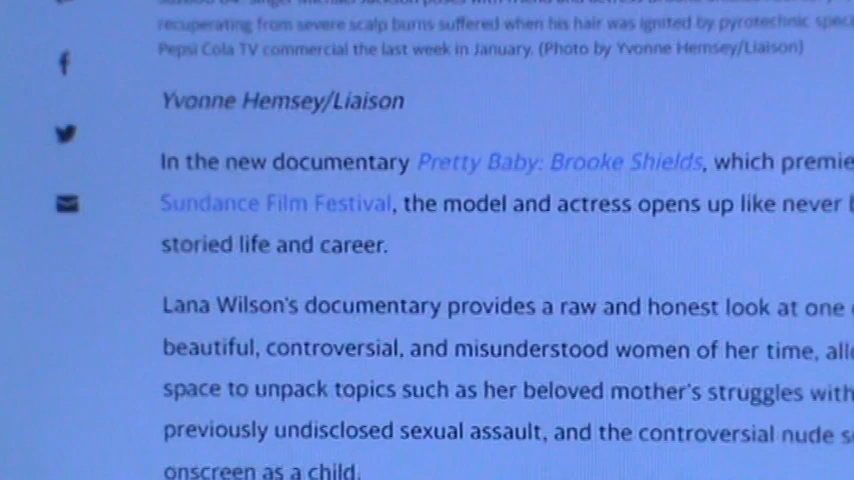 recuperating from severe scalp burns suffered when his hair was ignited by pyrotechnic
Pepsi Cola TV commercial the last week in January. (Photo by Yvonne Hemsey/Liaison)
Yvonne Hemsey/Liaison
In the new documentary Pretty Baby: Brooke Shields, which premie
Sundance Film Festival, the model and actress opens up like never
storied life and career.
Lana Wilson's documentary provides a raw and honest look at one
beautiful, controversial, and misunderstood women of her time,
space to unpack topics such as her beloved mother's struggles with
previously undisclosed sexual assault, and the controversial nude
onscreen as a child.